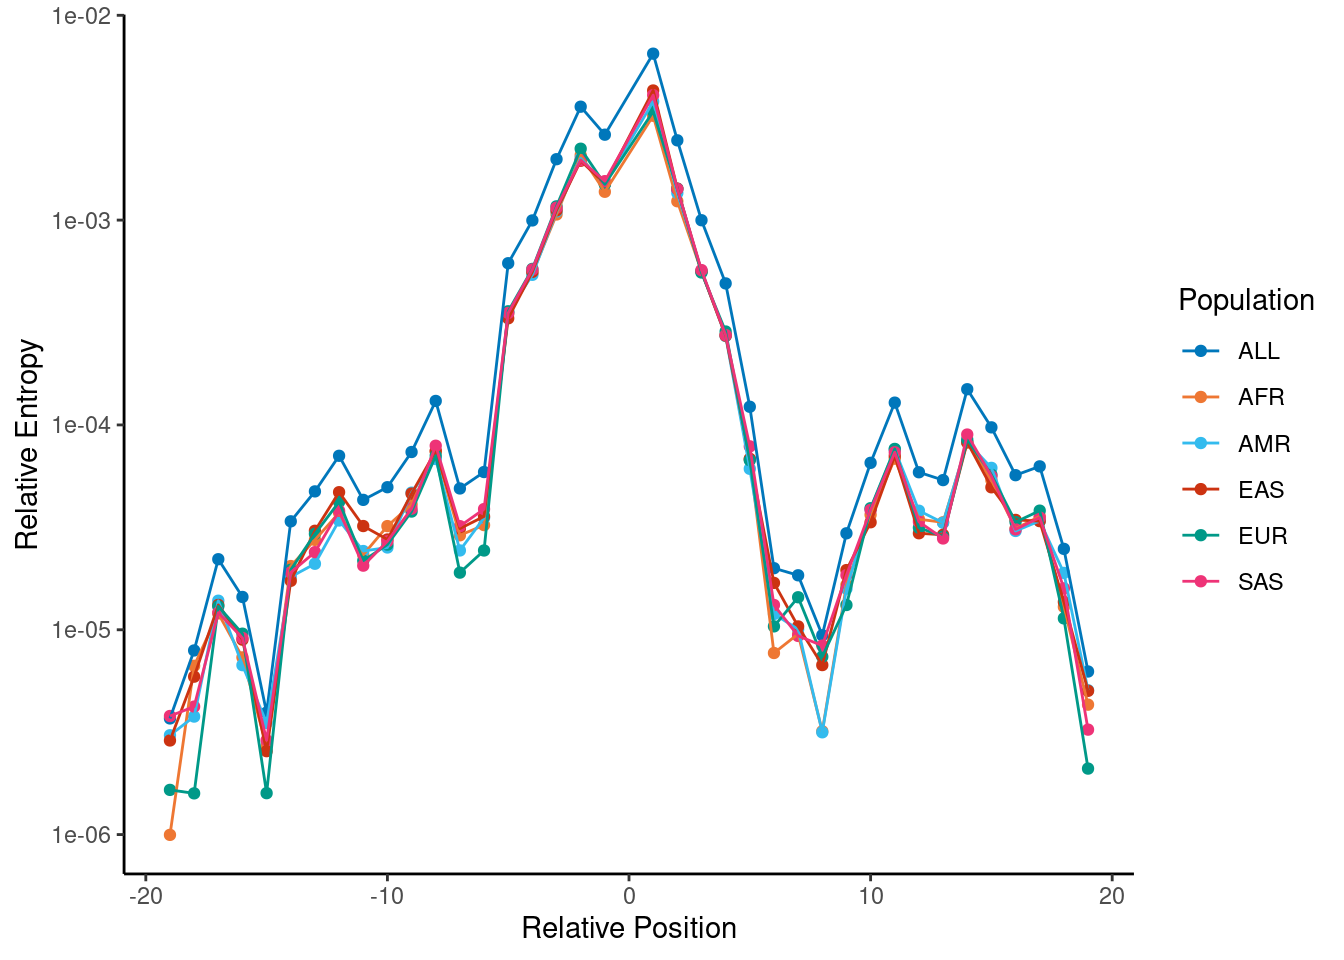 1e-02
1e-03
1e-04
1e-05
1e-06
Relative Entropy
-20
-10
0
10
20
Relative Position
Population
ALL
AFR
AMR
EAS
EUR
SAS